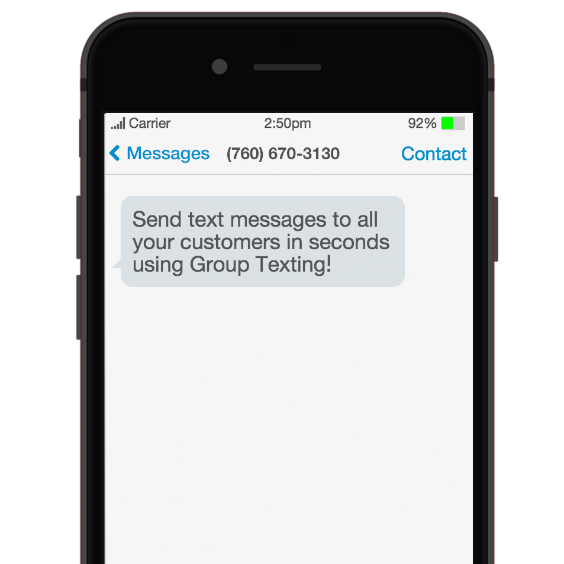 Carrier 2:50pm 92%
Messages (760) 670-3130 Contact
Send text messages to all
your customers in seconds
using Group Texting!